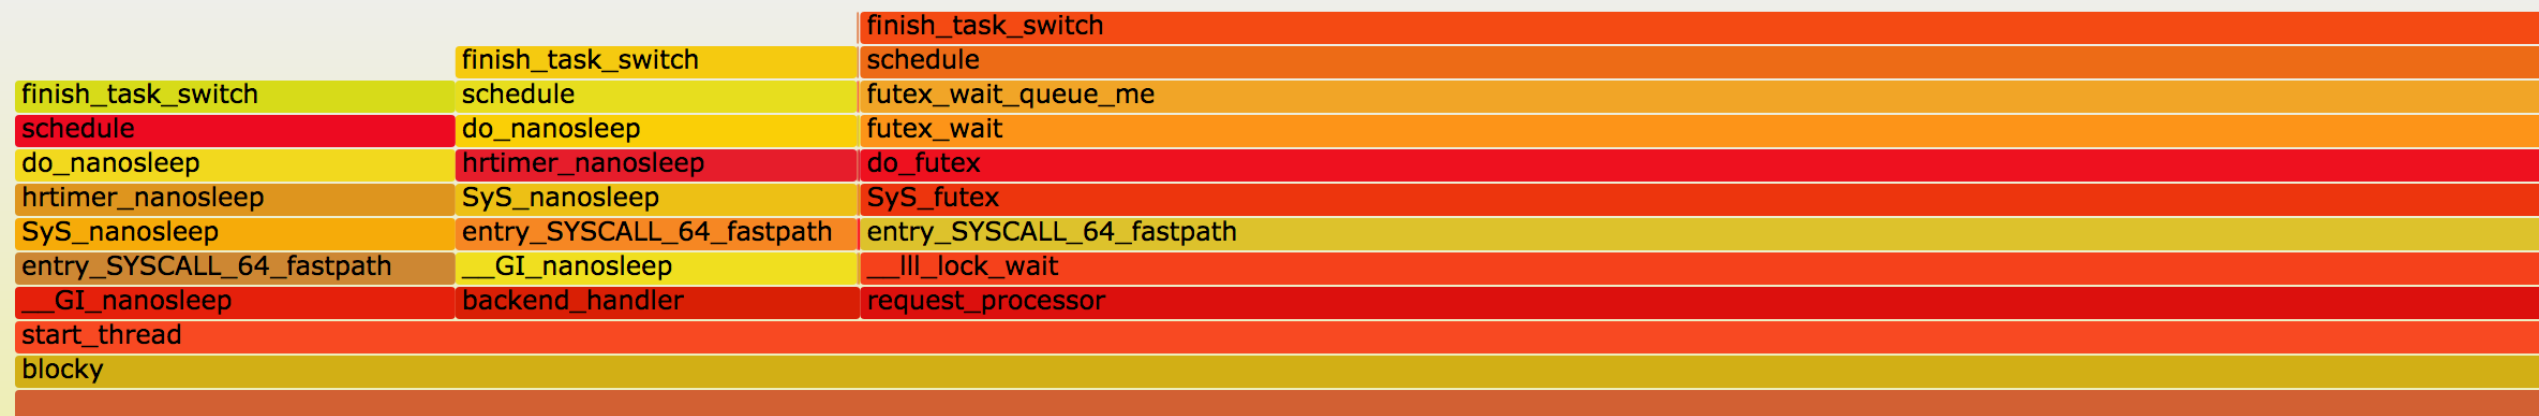 finish_task_switch
finish_task_switch schedule
finish_task_switch schedule futex_wait_queue_me
schedule do_nanosleep futex_wait
do_nanosleep hrtimer_nanosleep do_futex
hrtimer_nanosleep SyS_nanosleep SyS_futex
SyS_nanosleep entry_SYSCALL_64_fastpath entry_SYSCALL_64_fastpath
entry_SYSCALL_64_fastpath __GI_nanosleep __lll_lock_wait
__GI_nanosleep backend_handler request_processor
start_thread
blocky